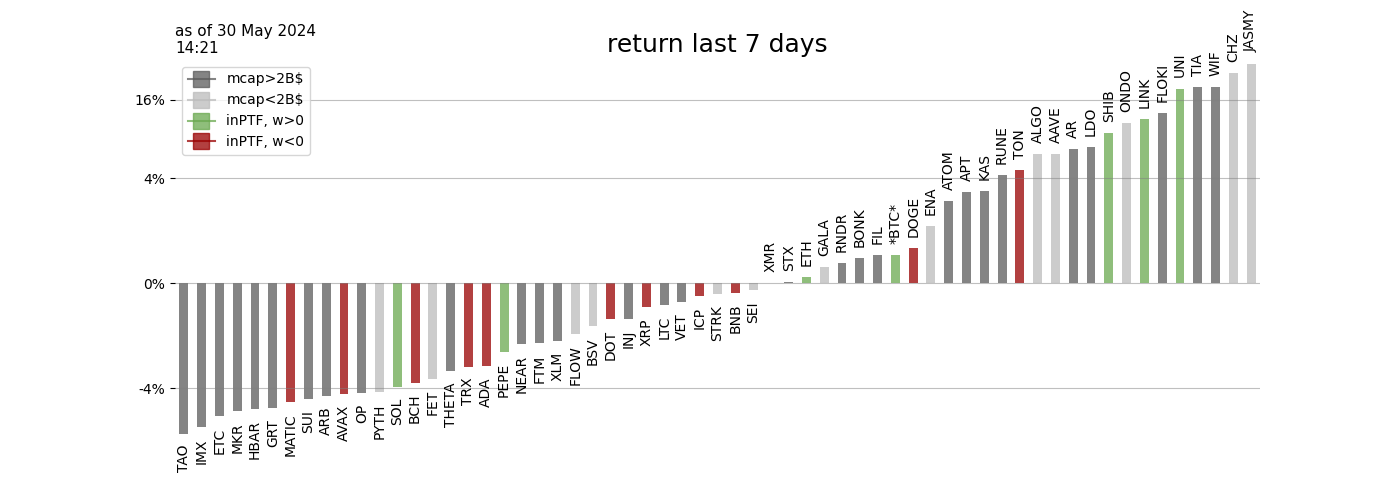 as of 30 May 2024
14:21
return last 7 days
mcap>2B$
mcap<2B$
inPTF, w>0
inPTF, w<0
16%
4%
0%
-4%
TAO
IMX
ETC
MKR
HBAR
GRT
MATIC
SUI
ARB
AVAX
OP
PYTH
SOL
BCH
FET
THETA
TRX
ADA
PEPE
NEAR
FTM
XLM
FLOW
BSV
DOT
INJ
XRP
LTC
VET
ICP
STRK
BNB
SEI
XMR
STX
ETH
GALA
RNDR
BONK
FIL
*BTC*
DOGE
ENA
ATOM
APT
KAS
RUNE
TON
ALGO
AAVE
AR
LDO
SHIB
ONDO
LINK
FLOKI
UNI
TIA
WIF
CHZ
JASMY